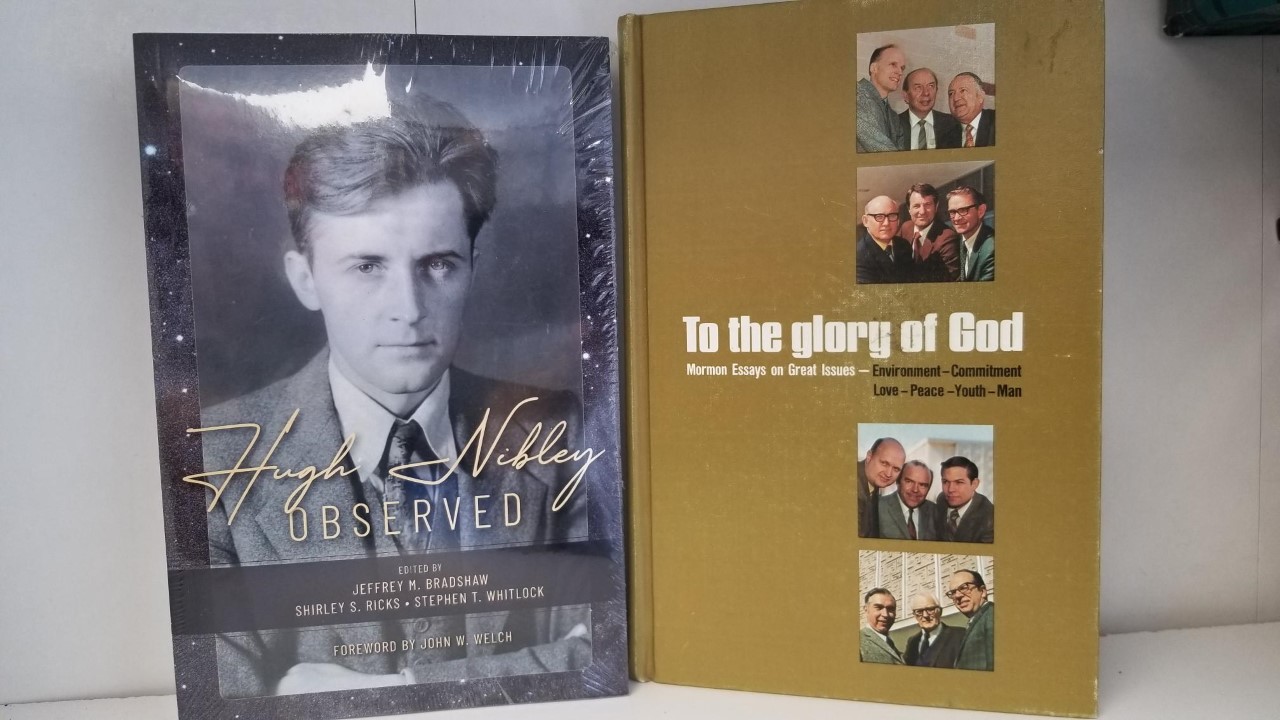 Hugh Nibley
OBSERVED
EDITED BY
JEFFREY M. BRADSHAW
SHIRLEY S. RICKS • STEPHEN T. WHITLOCK
FOREWORD BY JOHN W. WELCH
To the glory of God
Mormon Essays on Great Issues — Environment – Commitment
Love – Peace – Youth – Man